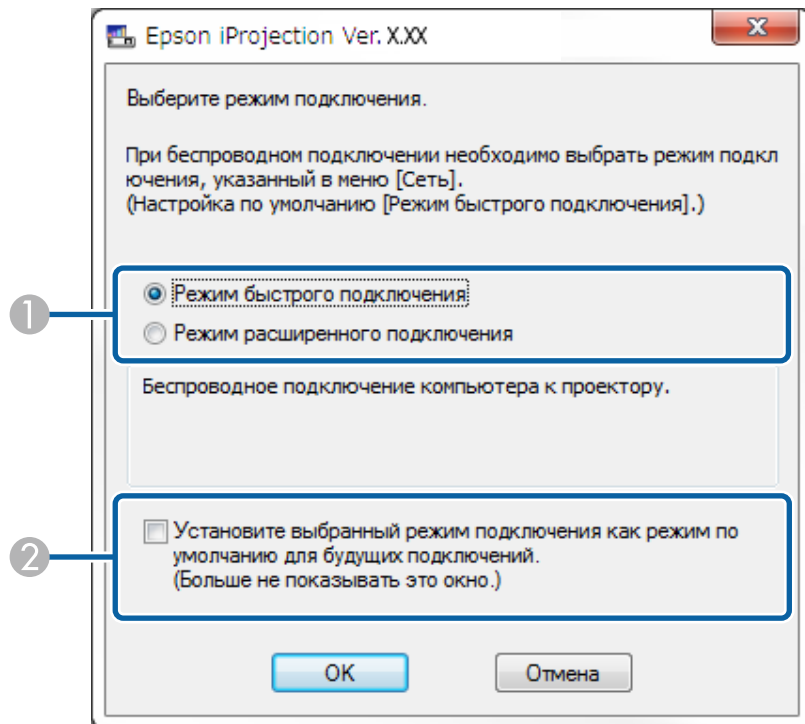 Epson iProjection Ver. X.XX
Выберите режим подключения.
При беспроводном подключении необходимо выбрать режим подкл
ючения, указанный в меню [Сеть].
(Настройка по умолчанию [Режим быстрого подключения].)
1
Режим быстрого подключения
Режим расширенного подключения
Беспроводное подключение компьютера к проектору.
2
Установите выбранный режим подключения как режим по
умолчанию для будущих подключений.
(Больше не показывать это окно.)
OK
Отмена